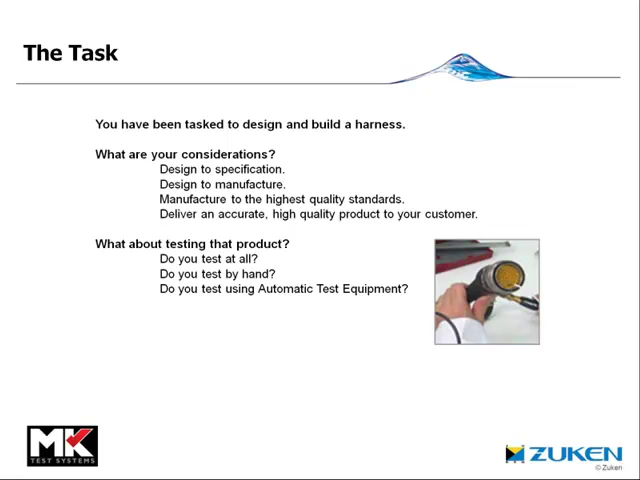 The Task
You have been tasked to design and build a harness.
What are your considerations?
Design to specification.
Design to manufacture.
Manufacture to the highest quality standards.
Deliver an accurate, high quality product to your customer.
What about testing that product?
Do you test at all?
Do you test by hand?
Do you test using Automatic Test Equipment?
MK
TEST SYSTEMS
ZUKEN
© Zuken